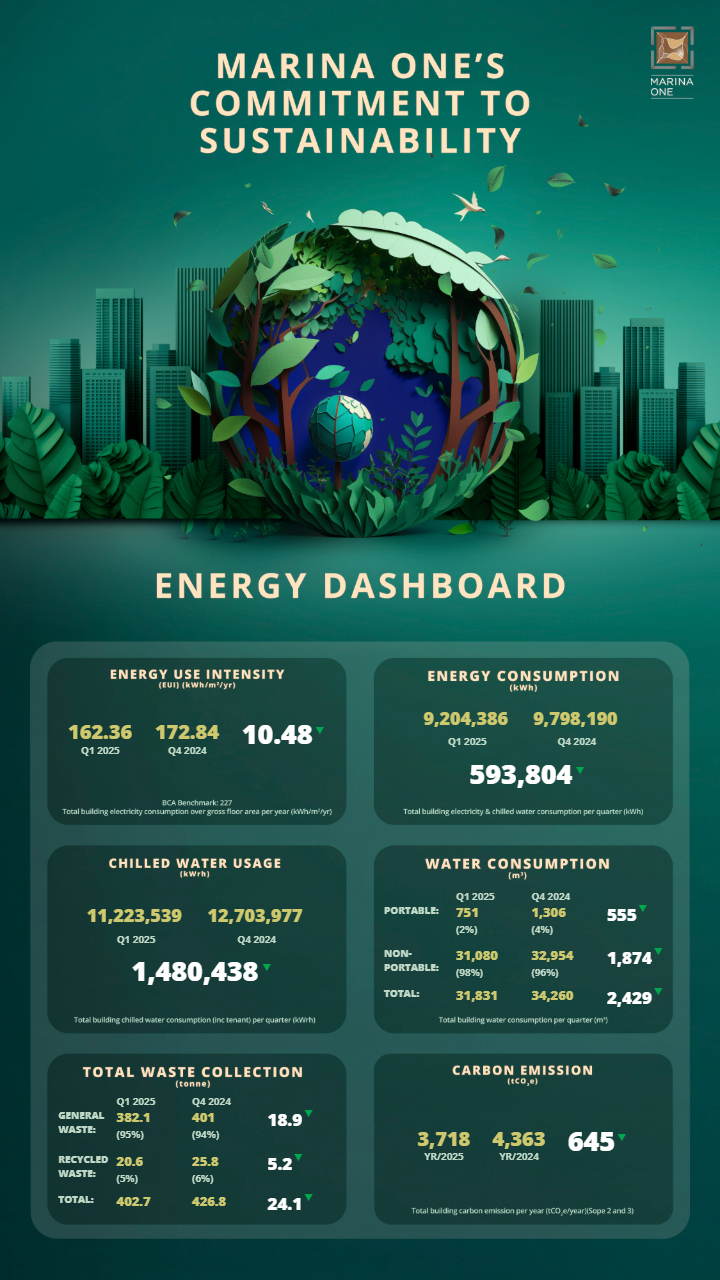 MARINA ONE'S
COMMITMENT TO
SUSTAINABILITY
MARINA
ONE
ENERGY DASHBOARD
ENERGY USE INTENSITY
(EUI) (kWh/m²/yr)
162.36 172.84 10.48
Q1 2025 Q4 2024
BCA Benchmark: 227
Total building electricity consumption over gross floor area per year (kWh/m²/yr)
ENERGY CONSUMPTION
(kWh)
9,204,386 9,798,190
Q1 2025 Q4 2024
593,804
Total building electricity & chilled water consumption per quarter (kWh)
CHILLED WATER USAGE
(kWrh)
11,223,539 12,703,977
Q1 2025 Q4 2024
1,480,438
Total building chilled water consumption (inc tenant) per quarter (kWrh)
WATER CONSUMPTION
(m³)
Q1 2025 Q4 2024
PORTABLE: 751 1,306 555
(2%) (4%)
NON-
PORTABLE: 31,080 32,954 1,874
(98%) (96%)
TOTAL: 31,831 34,260 2,429
Total building water consumption per quarter (m³)
TOTAL WASTE COLLECTION
(tonne)
Q1 2025 Q4 2024
GENERAL
WASTE: 382.1 401 18.9
(95%) (94%)
RECYCLED
WASTE: 20.6 25.8 5.2
(5%) (6%)
TOTAL: 402.7 426.8 24.1
CARBON EMISSION
(tCO₂e)
3,718 4,363 645
YR/2025 YR/2024
Total building carbon emission per year (tCO₂e/year)(Sope 2 and 3)